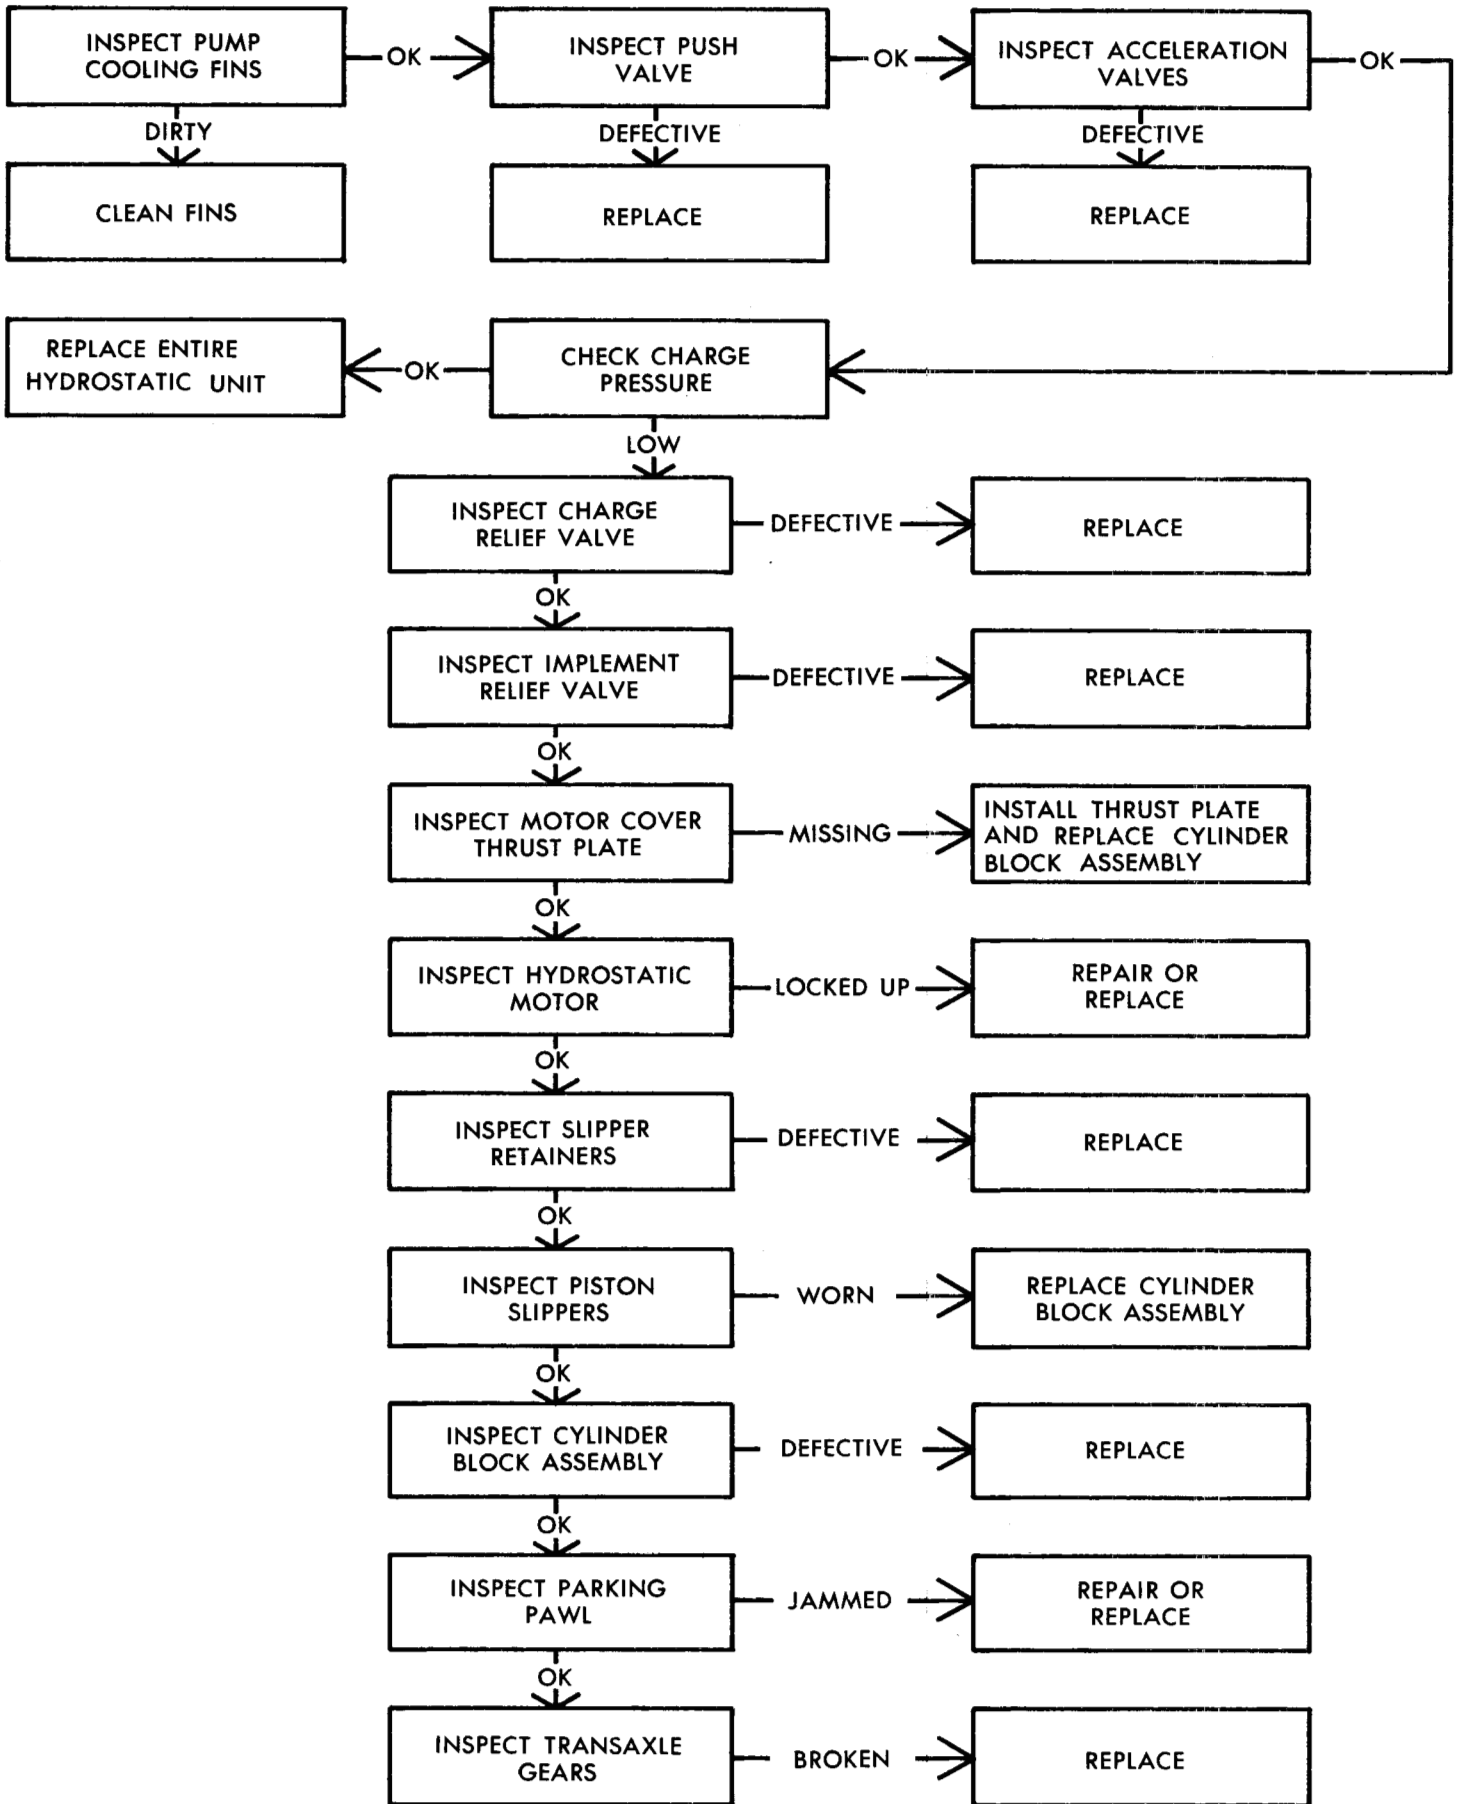 INSPECT PUMP
COOLING FINS
OK
INSPECT PUSH
VALVE
OK
INSPECT ACCELERATION
VALVES
OK
DIRTY
DEFECTIVE
DEFECTIVE
CLEAN FINS
REPLACE
REPLACE
REPLACE ENTIRE
HYDROSTATIC UNIT
OK
CHECK CHARGE
PRESSURE
LOW
INSPECT CHARGE
RELIEF VALVE
DEFECTIVE
REPLACE
OK
INSPECT IMPLEMENT
RELIEF VALVE
DEFECTIVE
REPLACE
OK
INSPECT MOTOR COVER
THRUST PLATE
MISSING
INSTALL THRUST PLATE
AND REPLACE CYLINDER
BLOCK ASSEMBLY
OK
INSPECT HYDROSTATIC
MOTOR
LOCKED UP
REPAIR OR
REPLACE
OK
INSPECT SLIPPER
RETAINERS
DEFECTIVE
REPLACE
OK
INSPECT PISTON
SLIPPERS
WORN
REPLACE CYLINDER
BLOCK ASSEMBLY
OK
INSPECT CYLINDER
BLOCK ASSEMBLY
DEFECTIVE
REPLACE
OK
INSPECT PARKING
PAWL
JAMMED
REPAIR OR
REPLACE
OK
INSPECT TRANSAXLE
GEARS
BROKEN
REPLACE